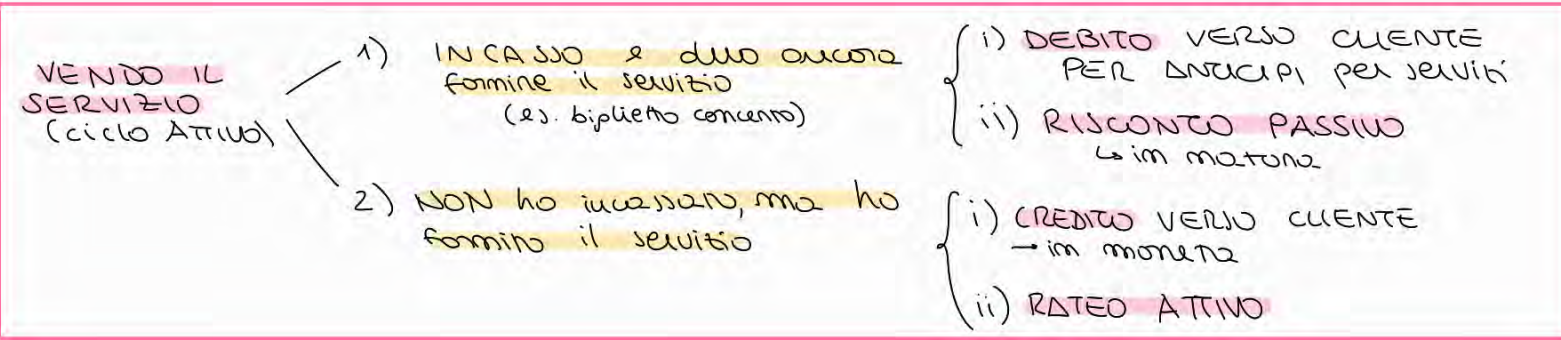 VENDO IL
SERVIZIO
(ciclo ATTIVO)
1) INCASSO e devo ancora
fornire il servizio
(es. biglietto concerto)
i) DEBITO VERSO CLIENTE
PER ANTICIPI per servizi
ii) RISCONTO PASSIVO
↳ in natura
2) NON ho incassato, ma ho
fornito il servizio
i) CREDITO VERSO CLIENTE
→ in moneta
ii) RATEO ATTIVO